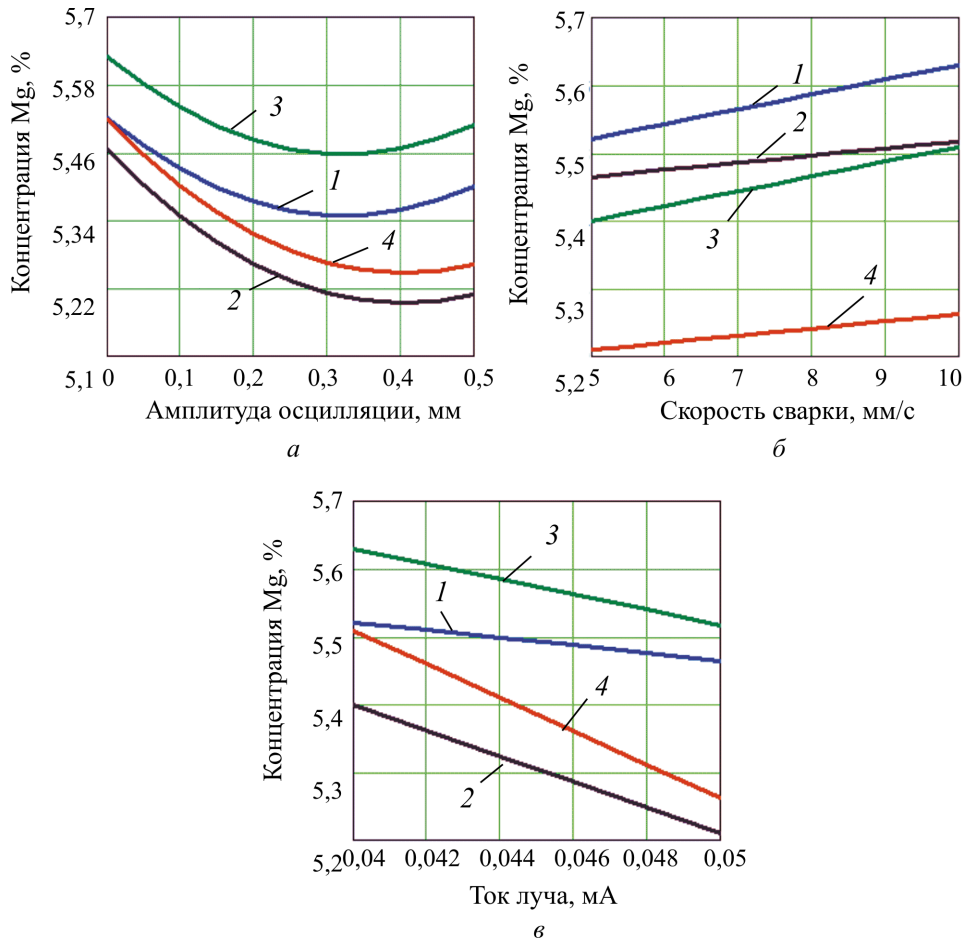 Концентрация Mg, %
5,7
5,58
5,46
5,34
5,22
5,1
3
1
4
2
0 0,1 0,2 0,3 0,4 0,5
Амплитуда осцилляции, мм
а
Концентрация Mg, %
5,7
5,6
5,5
5,4
5,3
5,2
1
2
3
4
5 6 7 8 9 10
Скорость сварки, мм/с
б
Концентрация Mg, %
5,7
5,6
5,5
5,4
5,3
5,2
3
1
4
2
0,04 0,042 0,044 0,046 0,048 0,05
Ток луча, мА
в